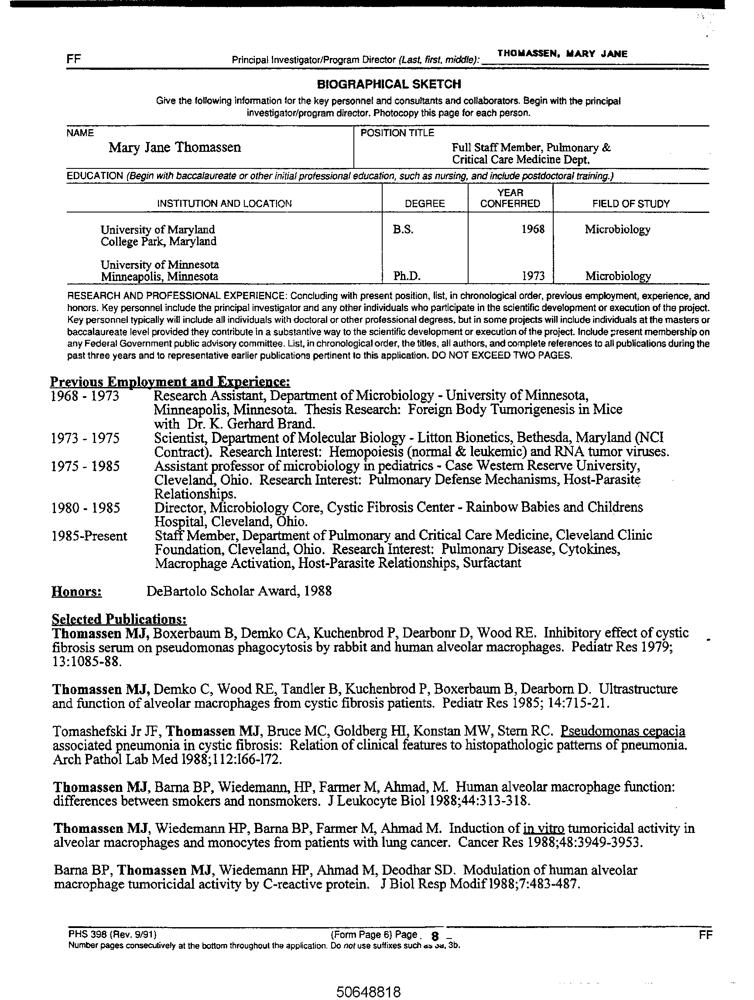 FF Principal Investigator/Program Director (Last, first, middle): THOMASSEN, MARY JANE
BIOGRAPHICAL SKETCH
Give the following information for the key personnel and consultants and collaborators. Begin with the principal
investigator/program director. Photocopy this page for each person.
NAME POSITION TITLE
Mary Jane Thomassen Full Staff Member, Pulmonary &
Critical Care Medicine Dept.
EDUCATION (Begin with baccalaureate or other initial professional education, such as nursing, and include postdoctoral training.)
INSTITUTION AND LOCATION DEGREE YEAR CONFERRED FIELD OF STUDY
University of Maryland B.S. 1968 Microbiology
College Park, Maryland
University of Minnesota
Minneapolis, Minnesota Ph.D. 1973 Microbiology
RESEARCH AND PROFESSIONAL EXPERIENCE: Concluding with present position, list, in chronological order, previous employment, experience, and
honors. Key personnel include the principal investigator and any other individuals who participate in the scientific development or execution of the project.
Key personnel typically will include all individuals with doctoral or other professional degrees, but in some projects will include individuals at the masters or
baccalaureate level provided they contribute in a substantive way to the scientific development or execution of the project. Include present membership on
any Federal Government public advisory committee. List, in chronological order, the titles, all authors, and complete references to all publications during the
past three years and to representative earlier publications pertinent to this application. DO NOT EXCEED TWO PAGES.
Previous Employment and Experience:
1968 - 1973 Research Assistant, Department of Microbiology - University of Minnesota,
Minneapolis, Minnesota. Thesis Research: Foreign Body Tumorigenesis in Mice
with Dr. K. Gerhard Brand.
1973 - 1975 Scientist, Department of Molecular Biology - Litton Bionetics, Bethesda, Maryland (NCI
Contract). Research Interest: Hemopoiesis (normal & leukemic) and RNA tumor viruses.
1975 - 1985 Assistant professor of microbiology in pediatrics - Case Western Reserve University,
Cleveland, Ohio. Research Interest: Pulmonary Defense Mechanisms, Host-Parasite
Relationships.
1980 - 1985 Director, Microbiology Core, Cystic Fibrosis Center - Rainbow Babies and Childrens
Hospital, Cleveland, Ohio.
1985-Present Staff Member, Department of Pulmonary and Critical Care Medicine, Cleveland Clinic
Foundation, Cleveland, Ohio. Research Interest: Pulmonary Disease, Cytokines,
Macrophage Activation, Host-Parasite Relationships, Surfactant
Honors: DeBartolo Scholar Award, 1988
Selected Publications:
Thomassen MJ, Boxerbaum B, Demko CA, Kuchenbrod P, Dearbonr D, Wood RE. Inhibitory effect of cystic
fibrosis serum on pseudomonas phagocytosis by rabbit and human alveolar macrophages. Pediatr Res 1979;
13:1085-88.
Thomassen MJ, Demko C, Wood RE, Tandler B, Kuchenbrod P, Boxerbaum B, Dearborn D. Ultrastructure
and function of alveolar macrophages from cystic fibrosis patients. Pediatr Res 1985; 14:715-21.
Tomashefski Jr JF, Thomassen MJ, Bruce MC, Goldberg HI, Konstan MW, Stern RC. Pseudomonas cepacia
associated pneumonia in cystic fibrosis: Relation of clinical features to histopathologic patterns of pneumonia.
Arch Pathol Lab Med 1988;112:166-172.
Thomassen MJ, Barna BP, Wiedemann, HP, Farmer M, Ahmad, M. Human alveolar macrophage function:
differences between smokers and nonsmokers. J Leukocyte Biol 1988;44:313-318.
Thomassen MJ, Wiedemann HP, Barna BP, Farmer M, Ahmad M. Induction of in vitro tumoricidal activity in
alveolar macrophages and monocytes from patients with lung cancer. Cancer Res 1988;48:3949-3953.
Barna BP, Thomassen MJ, Wiedemann HP, Ahmad M, Deodhar SD. Modulation of human alveolar
macrophage tumoricidal activity by C-reactive protein. J Biol Resp Modif 1988;7:483-487.
PHS 398 (Rev. 9/91) (Form Page 6) Page 8 FF
Number pages consecutively at the bottom throughout the application. Do not use suffixes such as 3a, 3b.
50648818